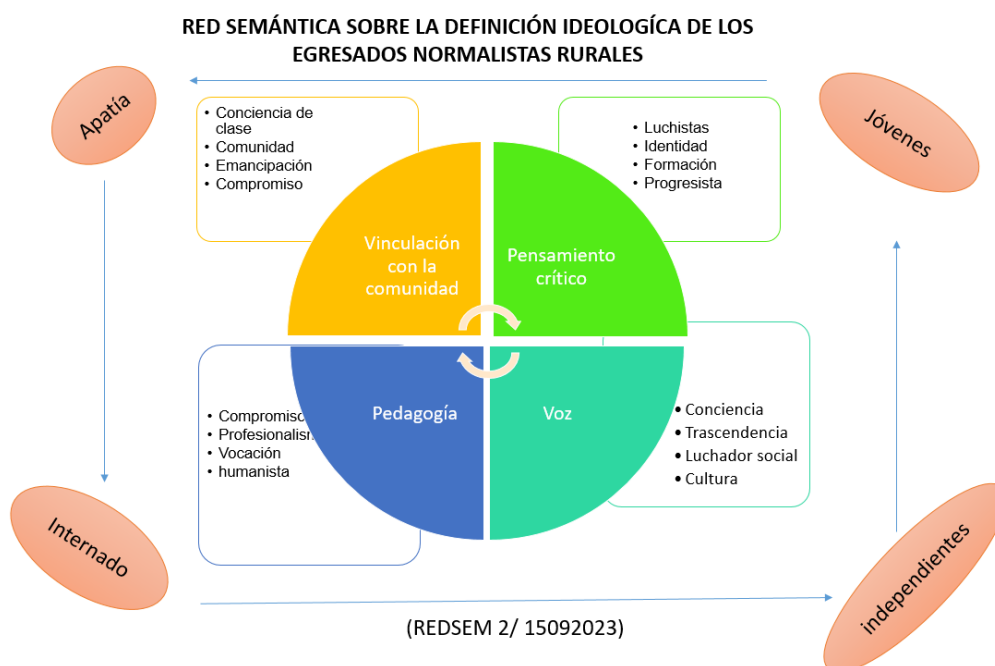 RED SEMÁNTICA SOBRE LA DEFINICIÓN IDEOLOGÍCA DE LOS
EGRESADOS NORMALISTAS RURALES
Apatía
• Conciencia de
clase
• Comunidad
• Emancipación
• Compromiso
• Luchistas
• Identidad
• Formación
• Progresista
Jóvenes
Vinculación
con la
comunidad
Pensamiento
crítico
• Compromiso
• Profesionalis
• Vocación
• humanista
Pedagogía
Voz
• Conciencia
• Trascendencia
• Luchador social
• Cultura
Internado
independientes
(REDSEM 2/ 15092023)